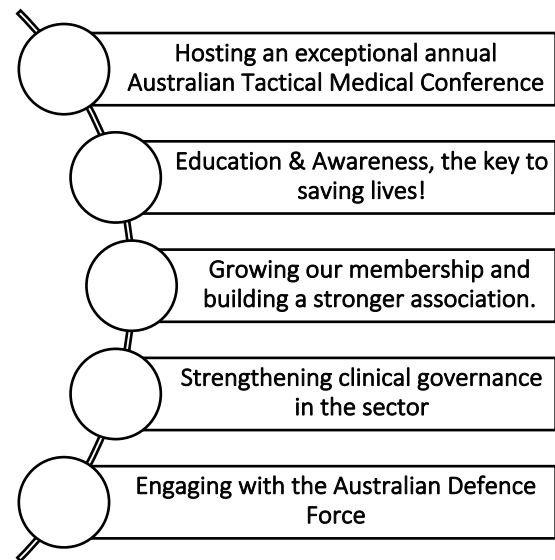 Hosting an exceptional annual
Australian Tactical Medical Conference
Education & Awareness, the key to
saving lives!
Growing our membership and
building a stronger association.
Strengthening clinical governance
in the sector
Engaging with the Australian Defence
Force